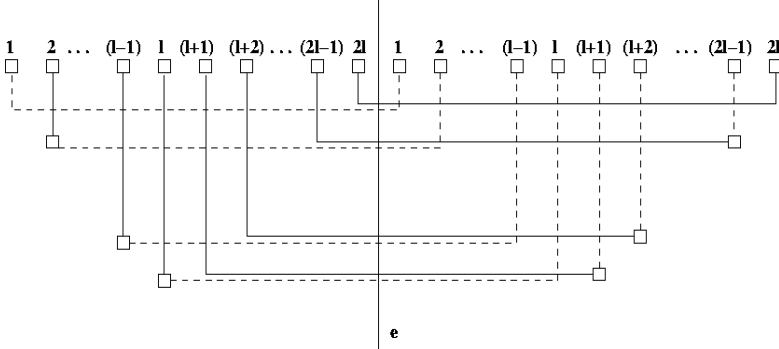 1 2 ... (l–1) l (l+1) (l+2) ... (2l–1) 2l 1 2 ... (l–1) l (l+1) (l+2) ... (2l–1) 2l
e